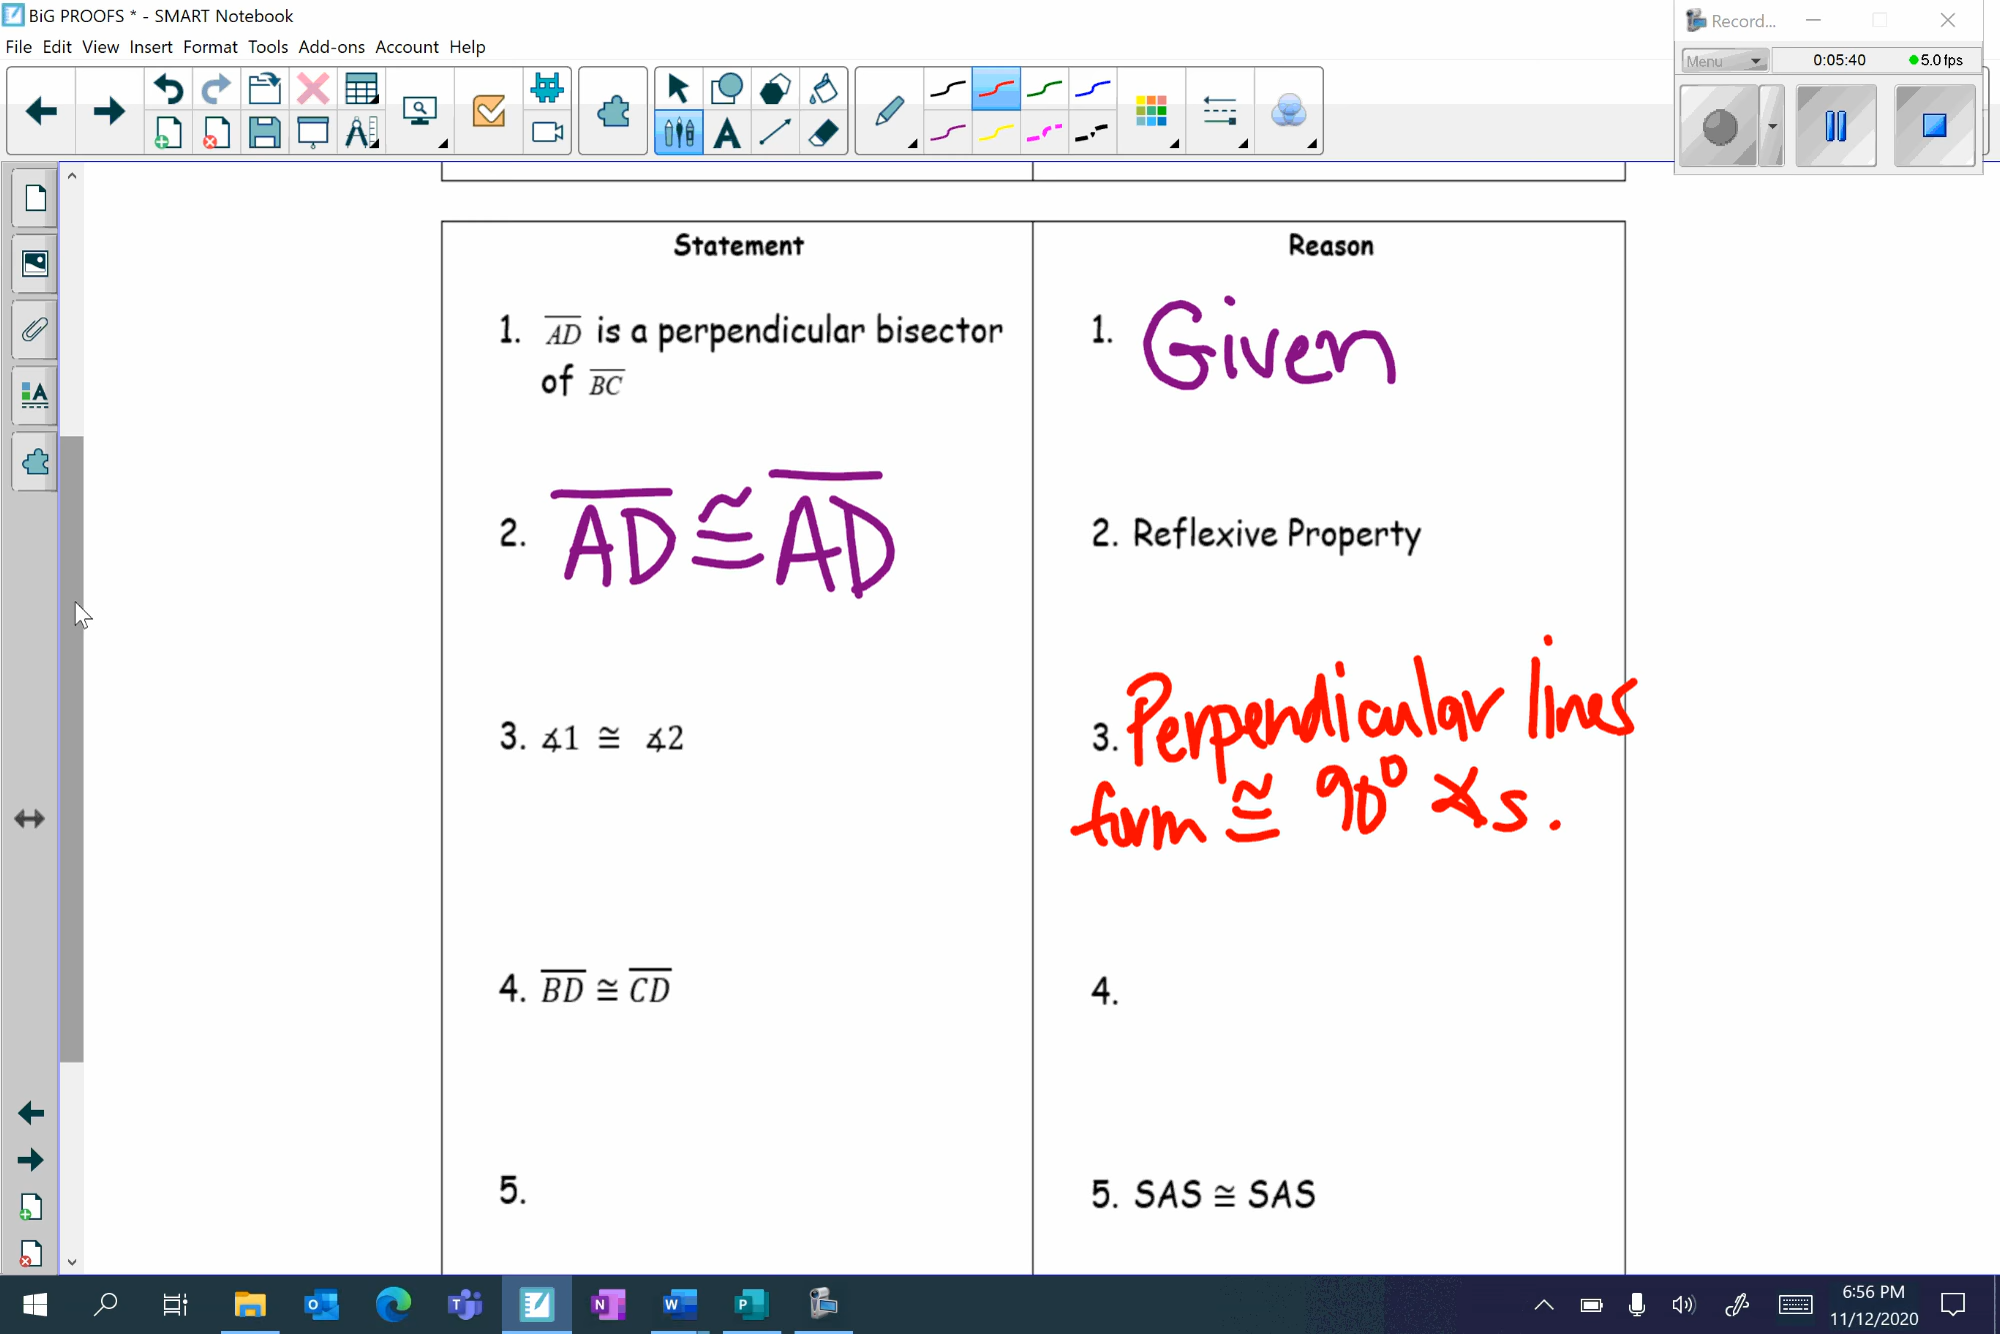 BiG PROOFS * - SMART Notebook
File Edit View Insert Format Tools Add-ons Account Help
Record...
Menu 0:05:40 5.0 fps
Statement Reason
1. AD is a perpendicular bisector
of BC
1. Given
2. AD ≅ AD
2. Reflexive Property
3. ∡1 ≅ ∡2
3. Perpendicular lines
form ≅ 90° ∡s.
4. BD ≅ CD
4.
5.
5. SAS ≅ SAS
6:56 PM
11/12/2020